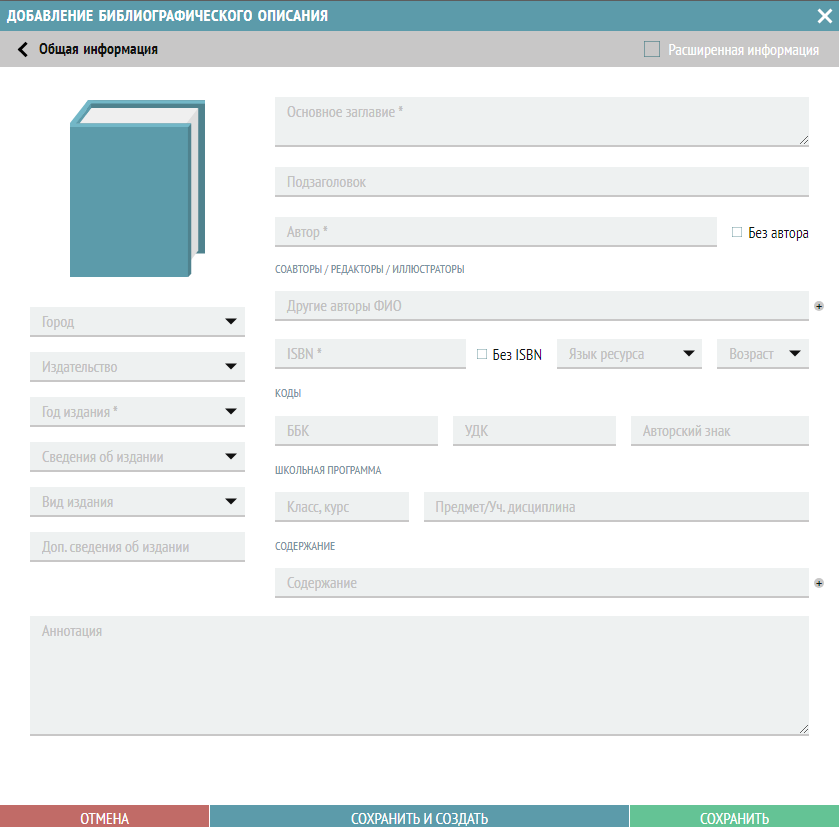 ДОБАВЛЕНИЕ БИБЛИОГРАФИЧЕСКОГО ОПИСАНИЯ
Общая информация
Расширенная информация
Основное заглавие *
Подзаголовок
Автор *
Без автора
СОАВТОРЫ / РЕДАКТОРЫ / ИЛЛЮСТРАТОРЫ
Другие авторы ФИО
Город
Издательство
Год издания *
Сведения об издании
Вид издания
Доп. сведения об издании
ISBN *
Без ISBN
Язык ресурса
Возраст
КОДЫ
ББК
УДК
Авторский знак
ШКОЛЬНАЯ ПРОГРАММА
Класс, курс
Предмет/Уч. дисциплина
СОДЕРЖАНИЕ
Содержание
Аннотация
ОТМЕНА
СОХРАНИТЬ И СОЗДАТЬ
СОХРАНИТЬ